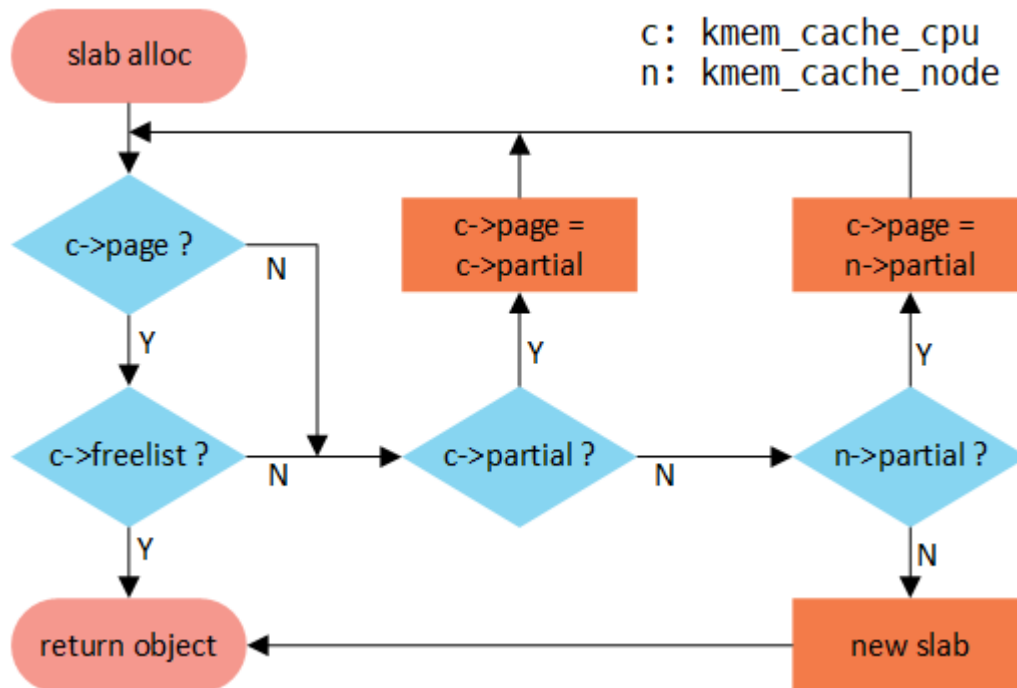 slab alloc
c: kmem_cache_cpu
n: kmem_cache_node
c->page ?
N
Y
c->page =
c->partial
c->page =
n->partial
Y
Y
c->freelist ?
N
c->partial ?
N
n->partial ?
Y
N
return object
new slab